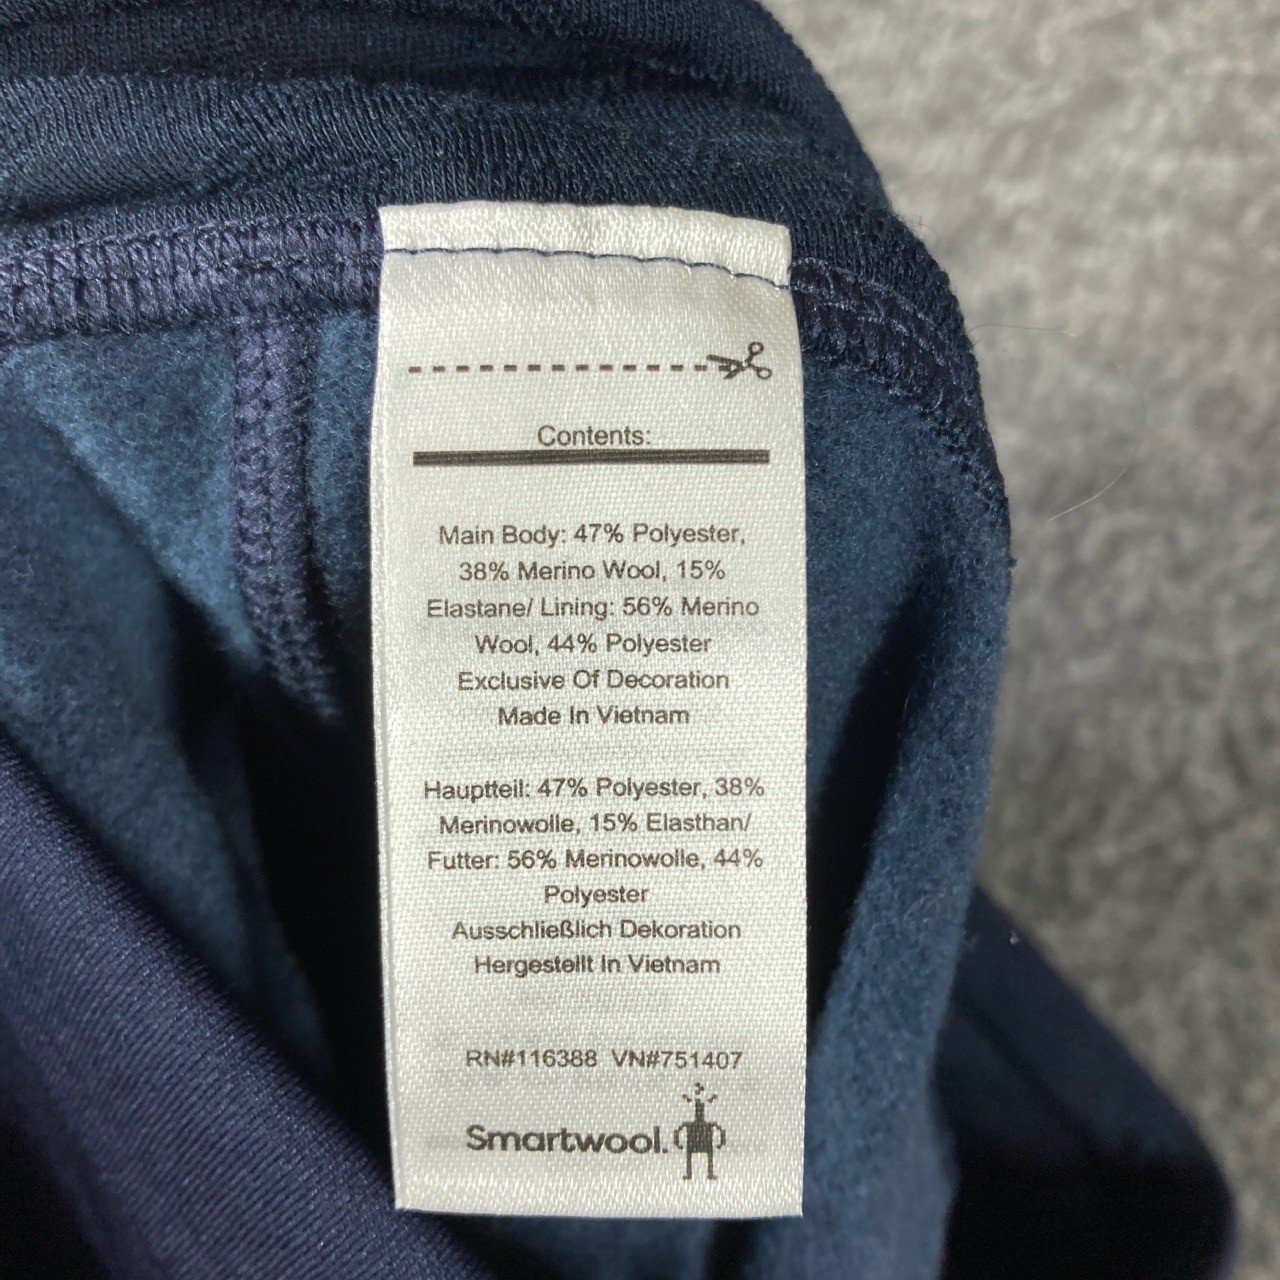 Contents:
Main Body: 47% Polyester,
38% Merino Wool, 15%
Elastane/ Lining: 56% Merino
Wool, 44% Polyester
Exclusive Of Decoration
Made In Vietnam
Hauptteil: 47% Polyester, 38%
Merinowolle, 15% Elasthan/
Futter: 56% Merinowolle, 44%
Polyester
Ausschließlich Dekoration
Hergestellt In Vietnam
RN#116388 VN#751407
Smartwool.